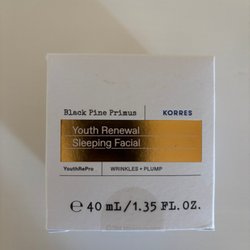 Black Pine Primus
KORRES
Youth Renewal
Sleeping Facial
YouthRePro
WRINKLES + PLUMP
℮ 40 mL/1.35 FL.OZ.